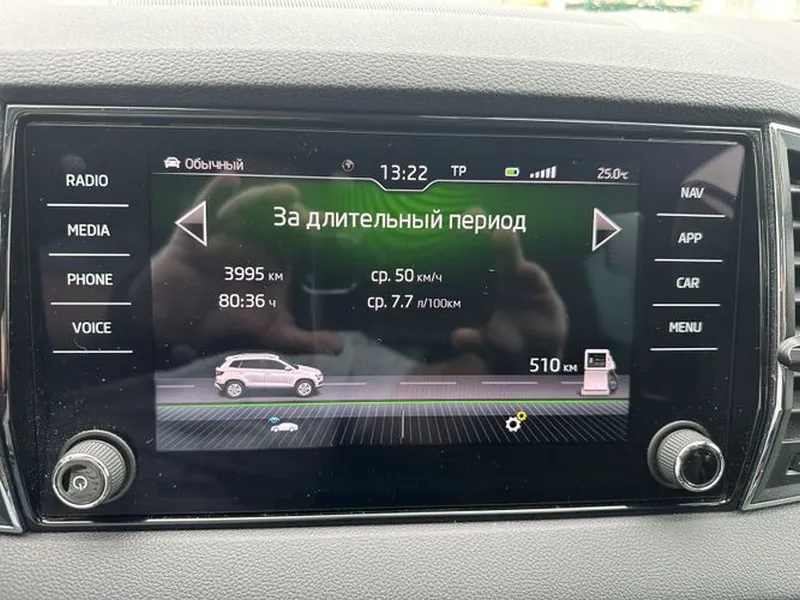 RADIO
MEDIA
PHONE
VOICE
Обычный
13:22
TP
25.0°C
За длительный период
3995 км
ср. 50 км/ч
80:36 ч
ср. 7.7 л/100км
510 км
NAV
APP
CAR
MENU